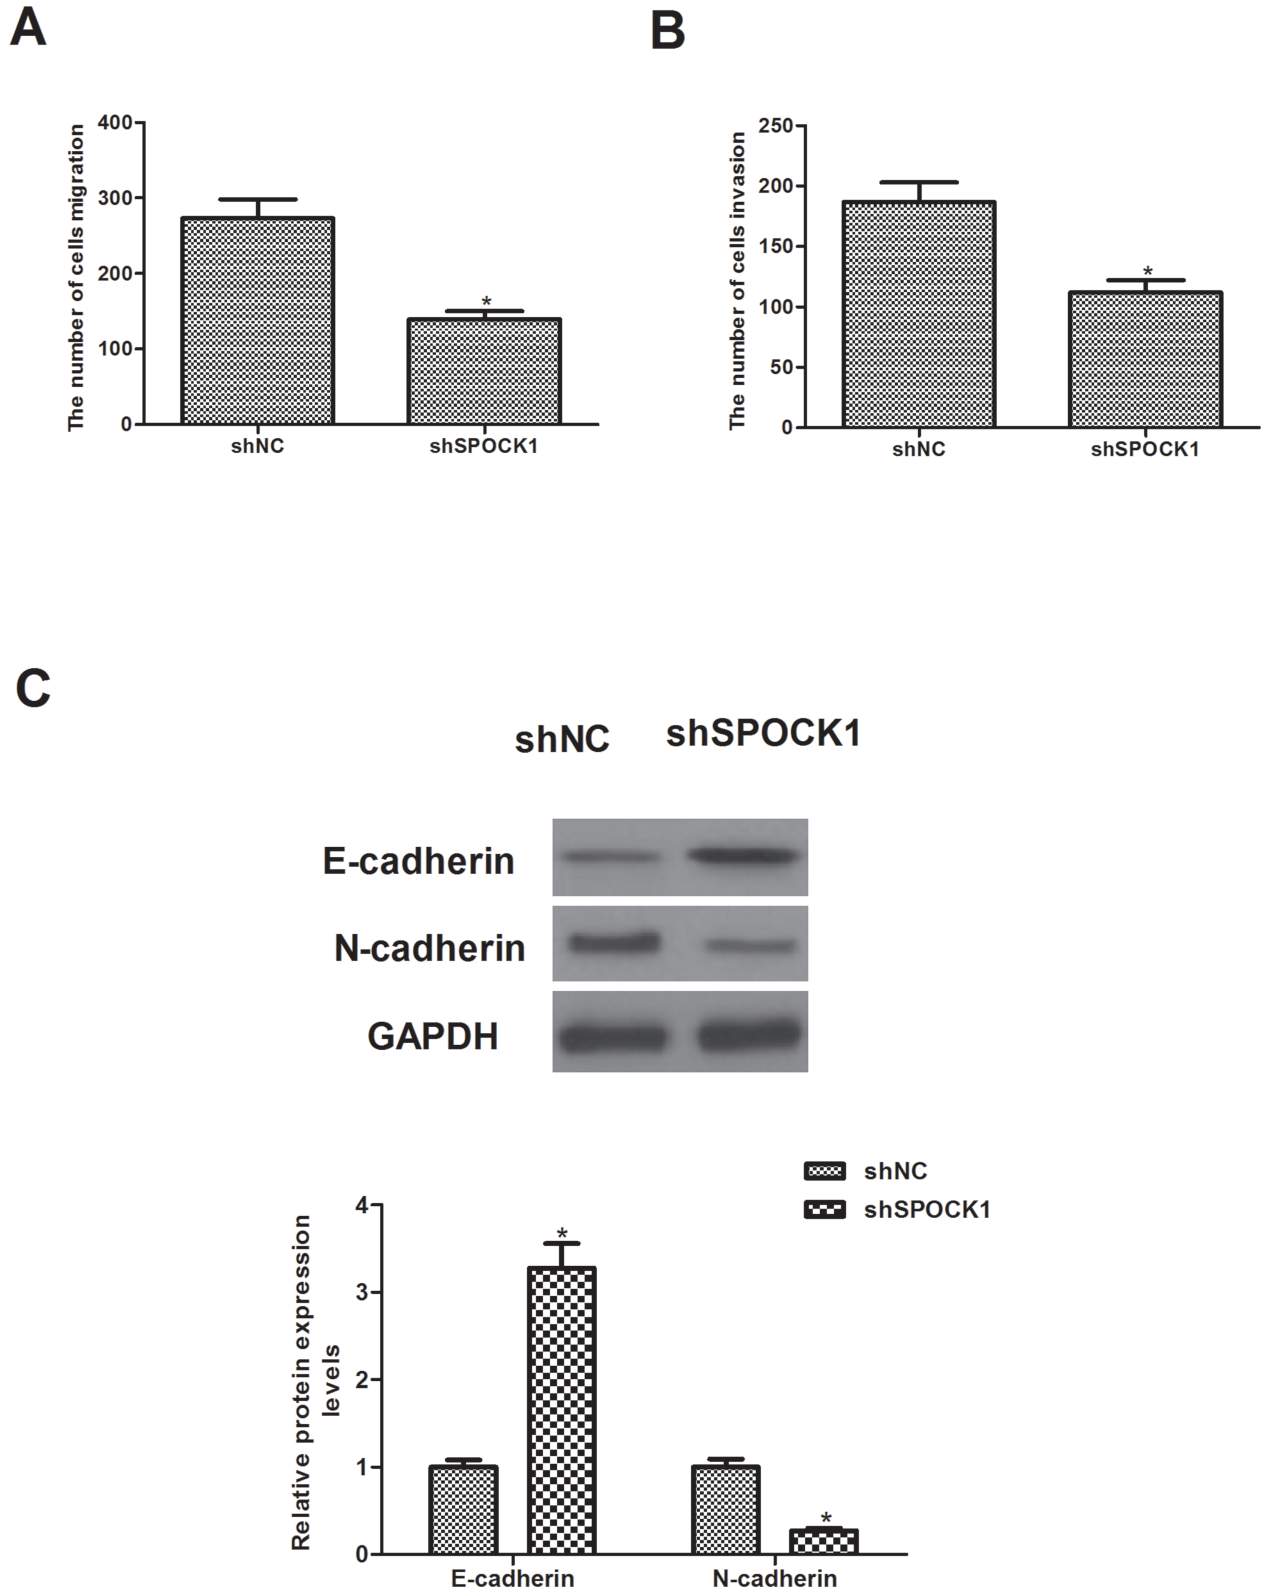 A
B
The number of cells migration
400
300
200
100
0
*
shNC
shSPOCK1
The number of cells invasion
250
200
150
100
50
0
*
shNC
shSPOCK1
C
shNC
shSPOCK1
E-cadherin
N-cadherin
GAPDH
shNC
shSPOCK1
Relative protein expression
levels
4
3
2
1
0
*
*
E-cadherin
N-cadherin